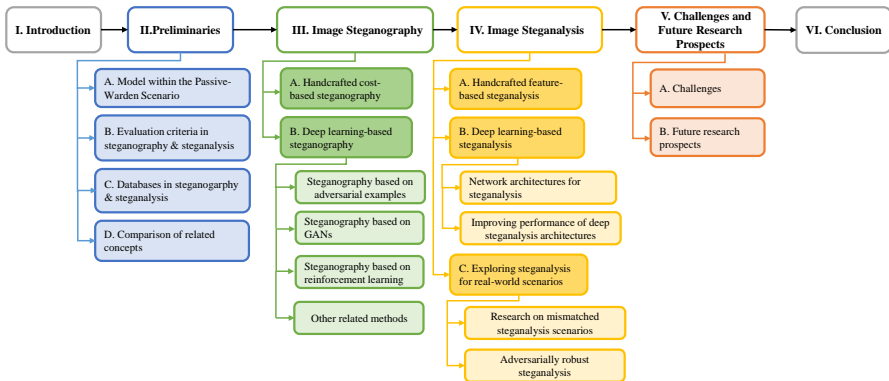 I. Introduction
II.Preliminaries
III. Image Steganography
IV. Image Steganalysis
V. Challenges and
Future Research
Prospects
VI. Conclusion
A. Model within the Passive-
Warden Scenario
B. Evaluation criteria in
steganography & steganalysis
C. Databases in steganogarphy
& steganalysis
D. Comparison of related
concepts
A. Handcrafted cost-
based steganography
B. Deep learning-based
steganography
Steganography based on
adversarial examples
Steganography based on
GANs
Steganography based on
reinforcement learning
Other related methods
A. Handcrafted feature-
based steganalysis
B. Deep learning-based
steganalysis
Network architectures for
steganalysis
Improving performance of deep
steganalysis architectures
C. Exploring steganalysis
for real-world scenarios
Research on mismatched
steganalysis scenarios
Adversarially robust
steganalysis
A. Challenges
B. Future research
prospects